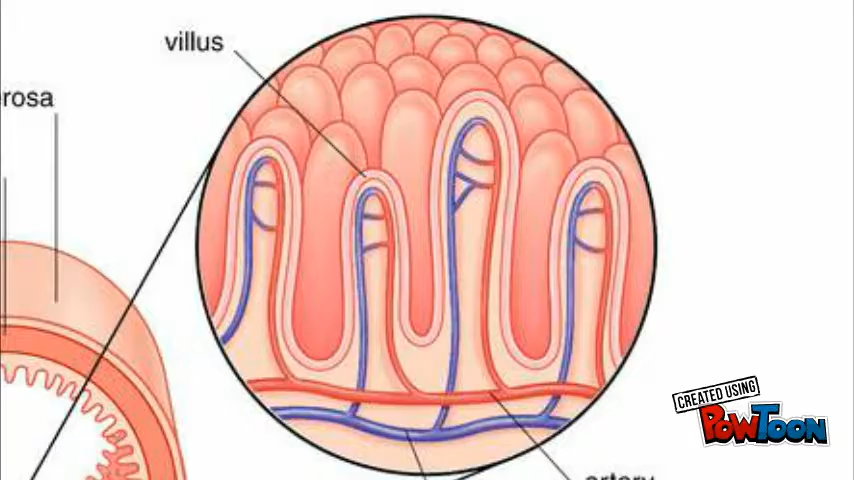 villus
rosa
artery
CREATED USING
POWTOON